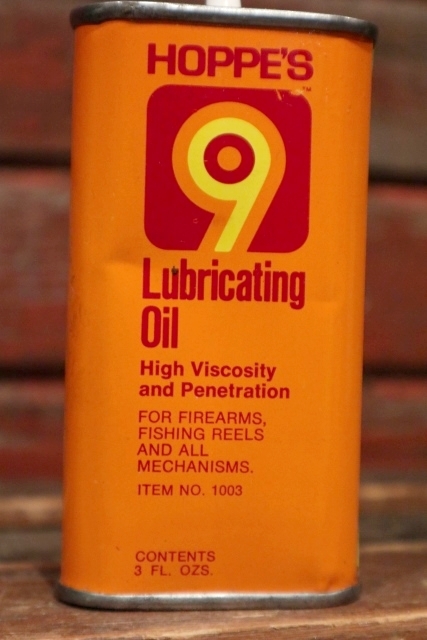 HOPPE'S
9
TM
Lubricating
Oil
High Viscosity
and Penetration
FOR FIREARMS,
FISHING REELS
AND ALL
MECHANISMS.
ITEM NO. 1003
CONTENTS
3 FL. OZS.